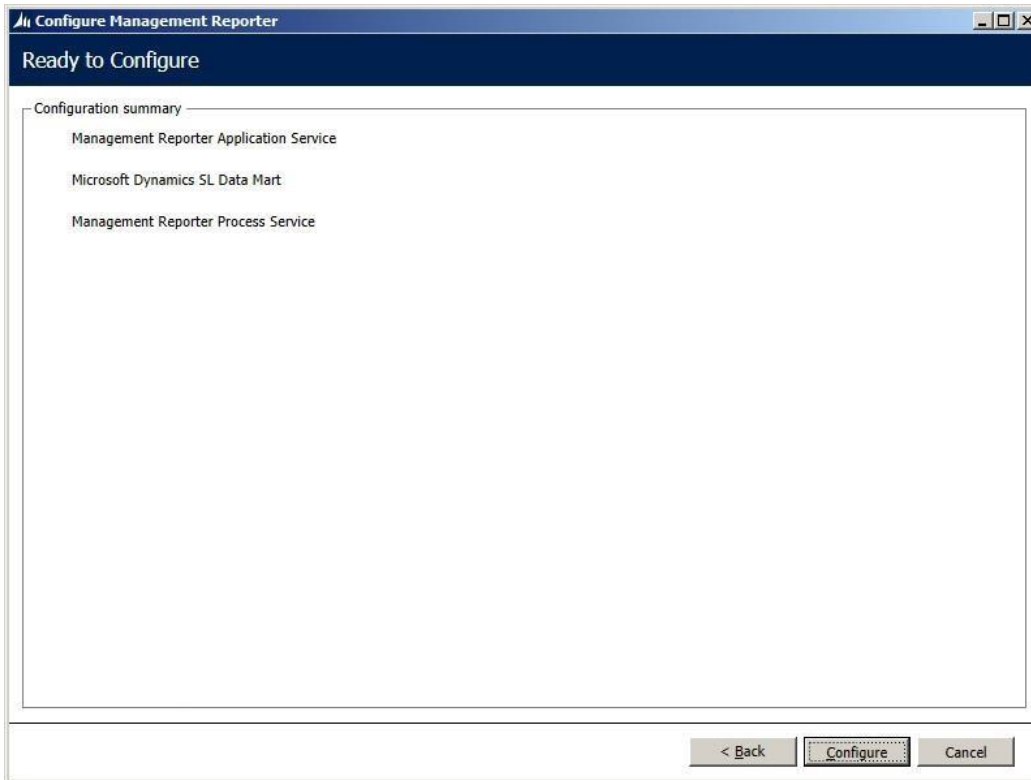 Configure Management Reporter
Ready to Configure
Configuration summary
Management Reporter Application Service
Microsoft Dynamics SL Data Mart
Management Reporter Process Service
< Back
Configure
Cancel